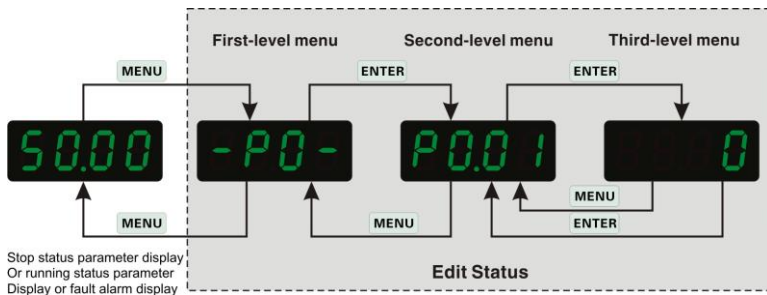 First-level menu
Second-level menu
Third-level menu
MENU
ENTER
ENTER
50.00
-P0-
P0.01
0
MENU
MENU
MENU
ENTER
Stop status parameter display
Or running status parameter
Display or fault alarm display
Edit Status